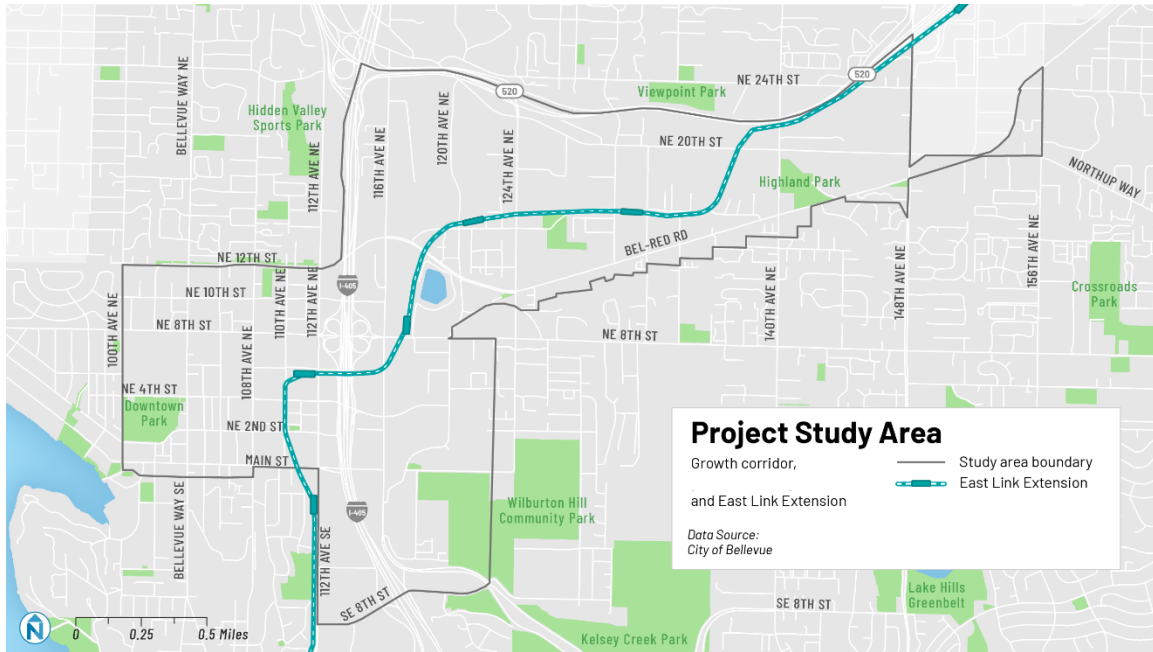 BELLEVUE WAY NE
Hidden Valley
Sports Park
112TH AVE NE
116TH AVE NE
120TH AVE NE
124TH AVE NE
520
Viewpoint Park
NE 24TH ST
520
NE 20TH ST
Highland Park
NORTHUP WAY
BEL-RED RD
148TH AVE NE
156TH AVE NE
140TH AVE NE
Crossroads
Park
NE 12TH ST
100TH AVE NE
NE 10TH ST
110TH AVE NE
112TH AVE NE
I-405
NE 8TH ST
NE 8TH ST
108TH AVE NE
NE 4TH ST
Downtown
Park
NE 2ND ST
MAIN ST
BELLEVUE WAY SE
I-405
112TH AVE SE
Wilburton Hill
Community Park
SE 8TH ST
Kelsey Creek Park
SE 8TH ST
Lake Hills
Greenbelt
Project Study Area
Growth corridor,
and East Link Extension
Data Source:
City of Bellevue
Study area boundary
East Link Extension
N
0 0.25 0.5 Miles